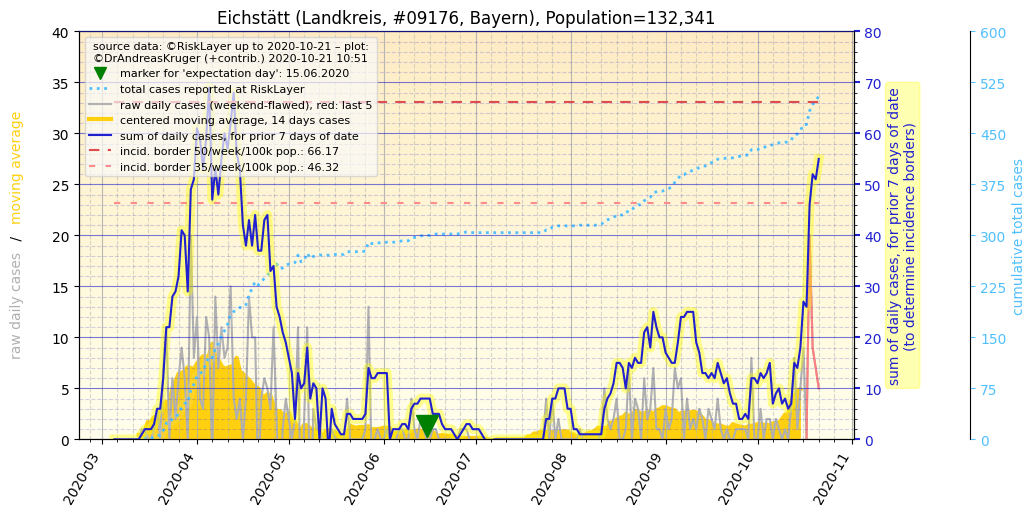 Eichstätt (Landkreis, #09176, Bayern), Population=132,341
source data: ©RiskLayer up to 2020-10-21 – plot:
©DrAndreasKruger (+contrib.) 2020-10-21 10:51
marker for 'expectation day': 15.06.2020
total cases reported at RiskLayer
raw daily cases (weekend-flawed), red: last 5
centered moving average, 14 days cases
sum of daily cases, for prior 7 days of date
incid. border 50/week/100k pop.: 66.17
incid. border 35/week/100k pop.: 46.32
raw daily cases / moving average
40
35
30
25
20
15
10
5
0
80
70
60
50
40
30
20
10
0
sum of daily cases, for prior 7 days of date
(to determine incidence borders)
600
525
450
375
300
225
150
75
0
cumulative total cases
2020-03
2020-04
2020-05
2020-06
2020-07
2020-08
2020-09
2020-10
2020-11